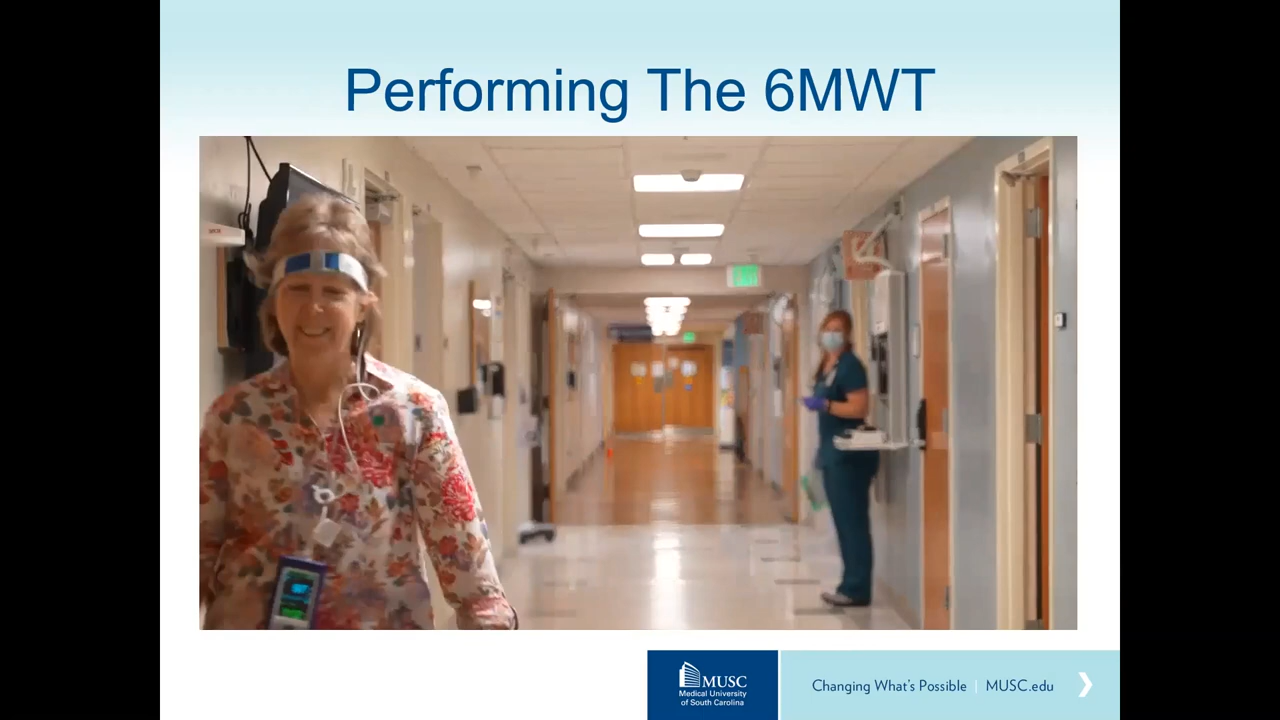 Performing The 6MWT
MUSC
Medical University
of South Carolina
Changing What's Possible | MUSC.edu